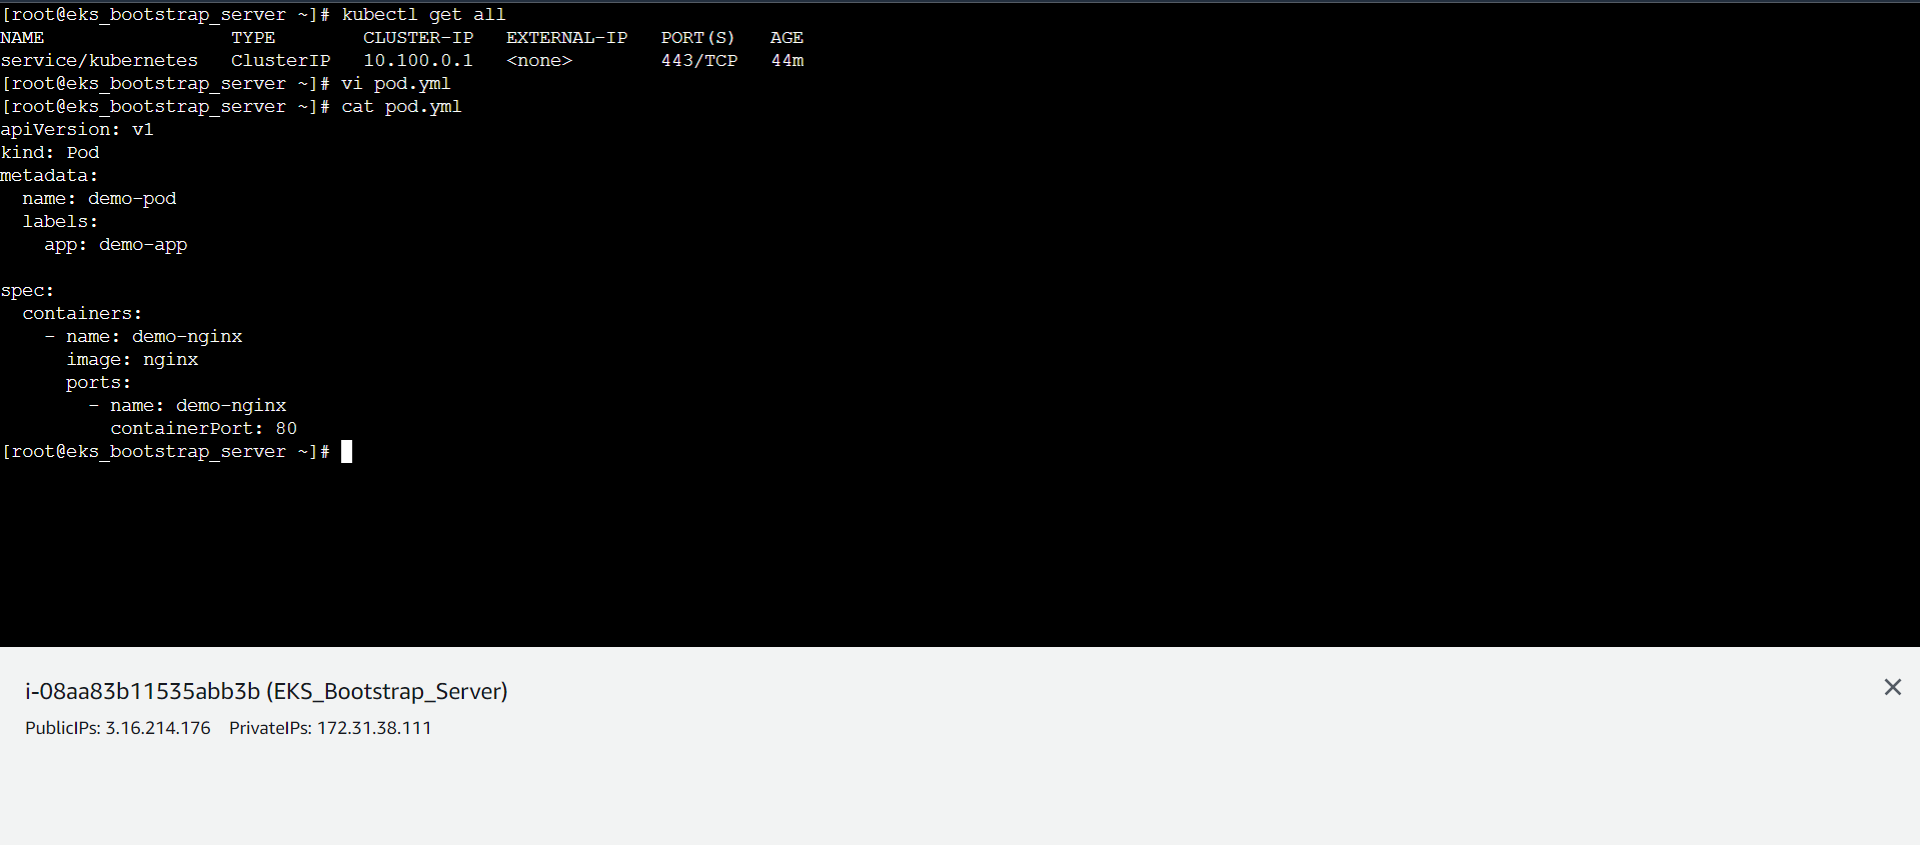 [root@eks_bootstrap_server ~]# kubectl get all
NAME                 TYPE        CLUSTER-IP   EXTERNAL-IP   PORT(S)   AGE
service/kubernetes   ClusterIP   10.100.0.1   <none>        443/TCP   44m
[root@eks_bootstrap_server ~]# vi pod.yml
[root@eks_bootstrap_server ~]# cat pod.yml
apiVersion: v1
kind: Pod
metadata:
  name: demo-pod
  labels:
    app: demo-app

spec:
  containers:
    - name: demo-nginx
      image: nginx
      ports:
        - name: demo-nginx
          containerPort: 80
[root@eks_bootstrap_server ~]#
i-08aa83b11535abb3b (EKS_Bootstrap_Server)
PublicIPs: 3.16.214.176    PrivateIPs: 172.31.38.111